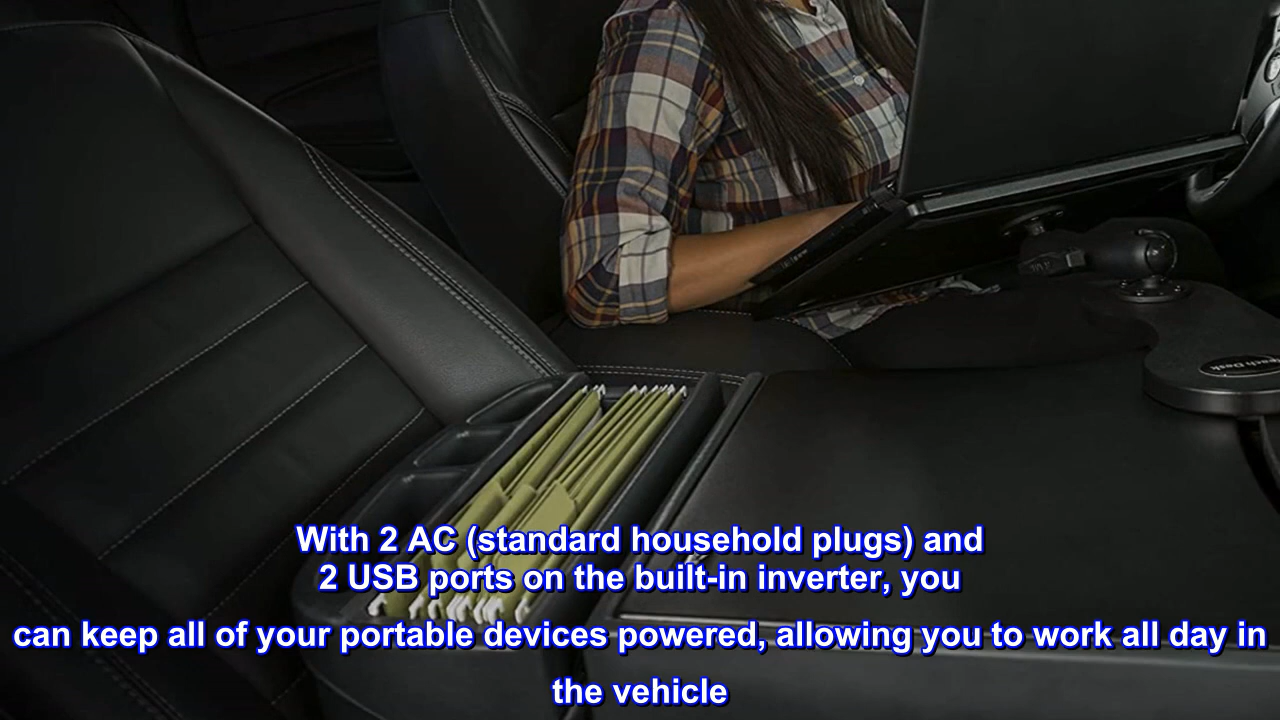 With 2 AC (standard household plugs) and
2 USB ports on the built-in inverter, you
can keep all of your portable devices powered, allowing you to work all day in
the vehicle